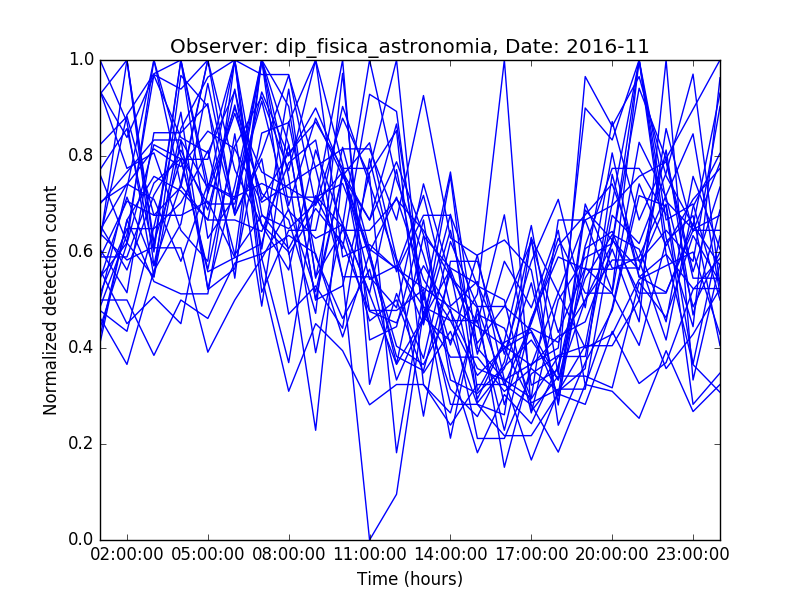 Observer: dip_fisica_astronomia, Date: 2016-11
1.0
0.8
0.6
0.4
0.2
0.0
Normalized detection count
02:00:00 05:00:00 08:00:00 11:00:00 14:00:00 17:00:00 20:00:00 23:00:00
Time (hours)